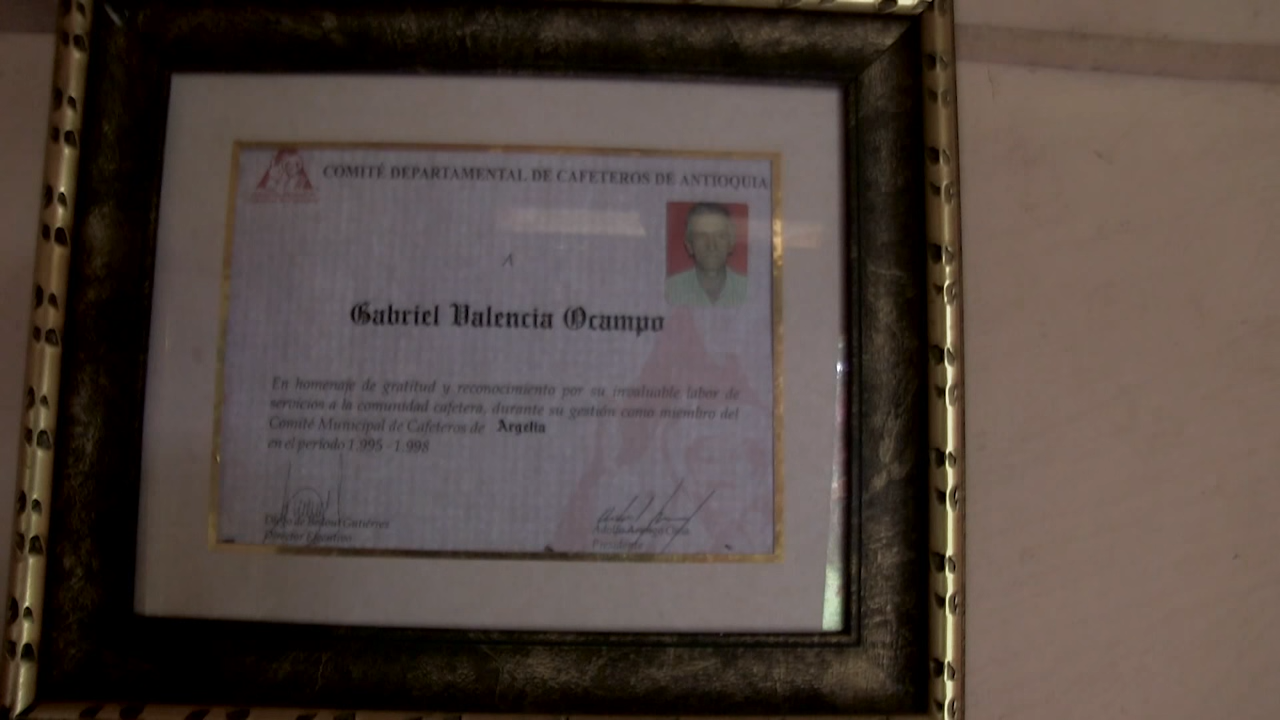 COMITÉ DEPARTAMENTAL DE CAFETEROS DE ANTIOQUIA
A
Gabriel Valencia Ocampo
En homenaje de gratitud y reconocimiento por su invaluable labor de
servicios a la comunidad cafetera, durante su gestión como miembro del
Comité Municipal de Cafeteros de Argelia
en el período 1.995 - 1.998
Gutiérrez
Director Ejecutivo
Presidente